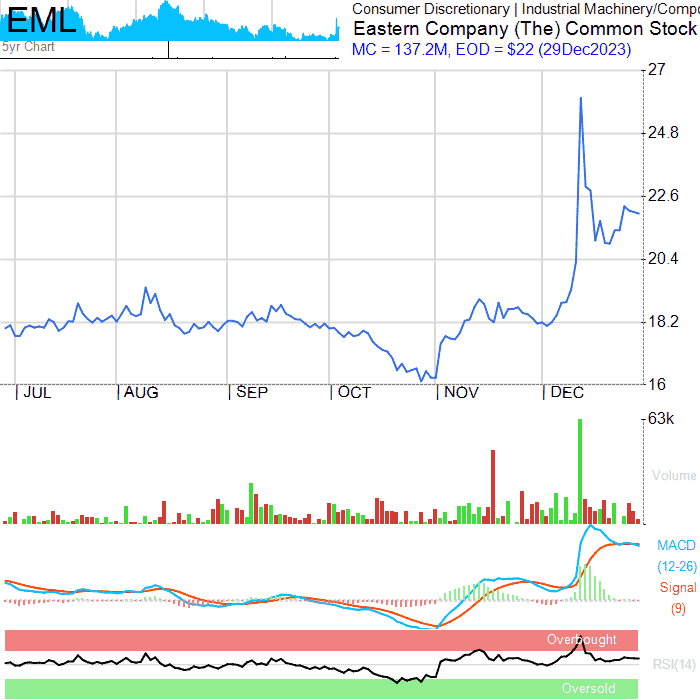 EML
5yr Chart
Consumer Discretionary | Industrial Machinery/Compo
Eastern Company (The) Common Stock
MC = 137.2M, EOD = $22 (29Dec2023)
27
24.8
22.6
20.4
18.2
16
| JUL | AUG | SEP | OCT | NOV | DEC
63k
Volume
MACD
(12-26)
Signal
(9)
Overbought
RSI(14)
Oversold